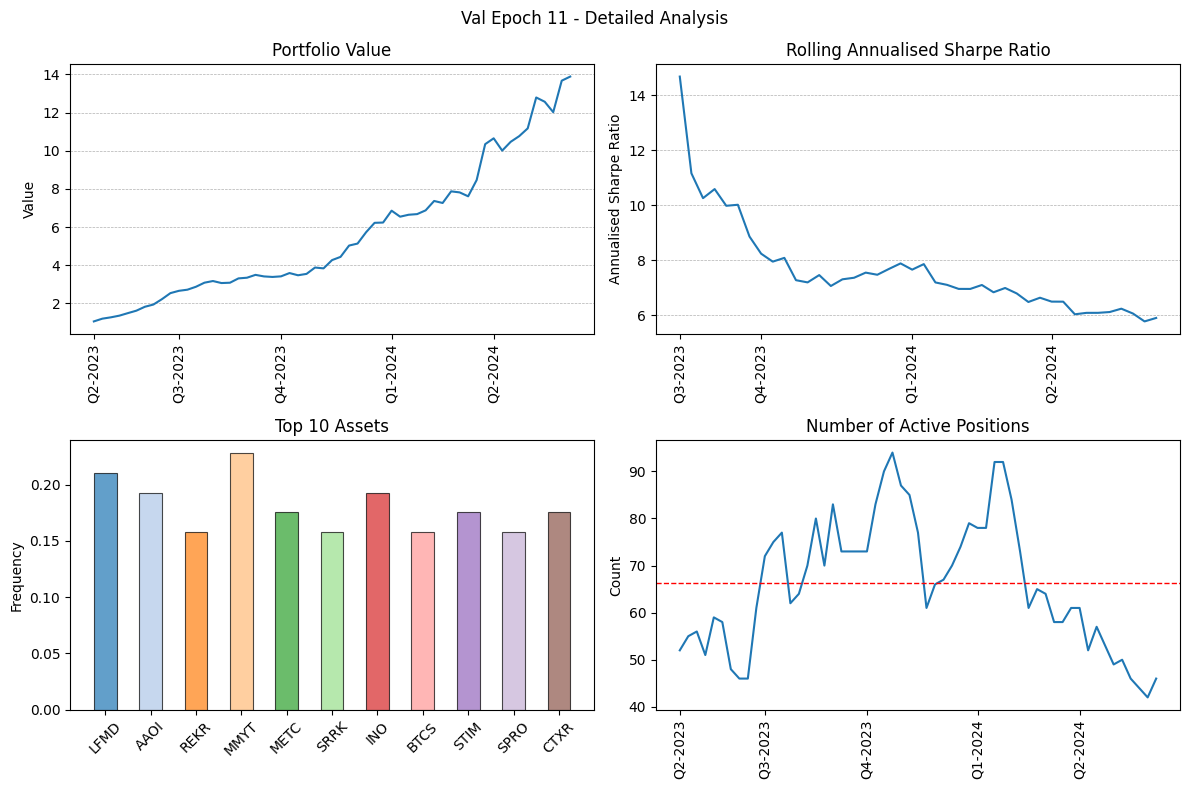 Val Epoch 11 - Detailed Analysis
Portfolio Value
Value
14
12
10
8
6
4
2
Q2-2023
Q3-2023
Q4-2023
Q1-2024
Q2-2024
Rolling Annualised Sharpe Ratio
Annualised Sharpe Ratio
14
12
10
8
6
Q3-2023
Q4-2023
Q1-2024
Q2-2024
Top 10 Assets
Frequency
0.20
0.15
0.10
0.05
0.00
LFMD
AAOI
REKR
MMYT
METC
SRRK
INO
BTCS
STIM
SPRO
CTXR
Number of Active Positions
Count
90
80
70
60
50
40
Q2-2023
Q3-2023
Q4-2023
Q1-2024
Q2-2024